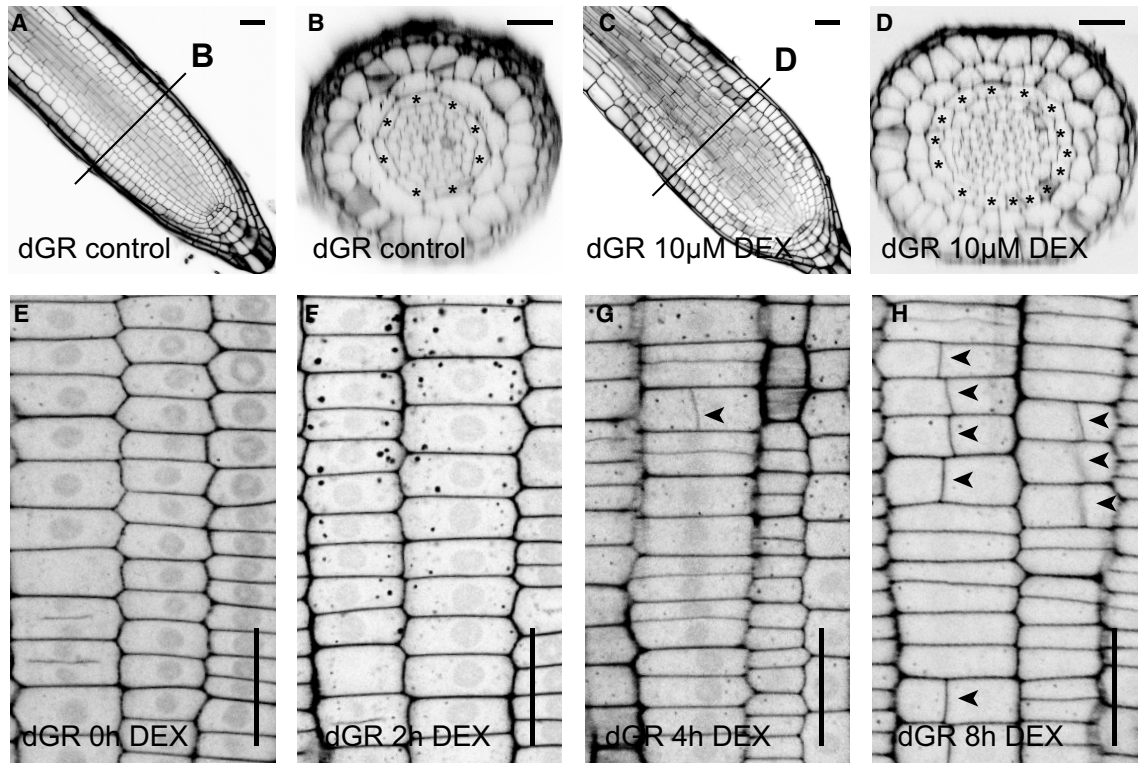 A
B
C
D
B
D
dGR control
dGR control
dGR 10µM DEX
dGR 10µM DEX
E
F
G
H
dGR 0h DEX
dGR 2h DEX
dGR 4h DEX
dGR 8h DEX